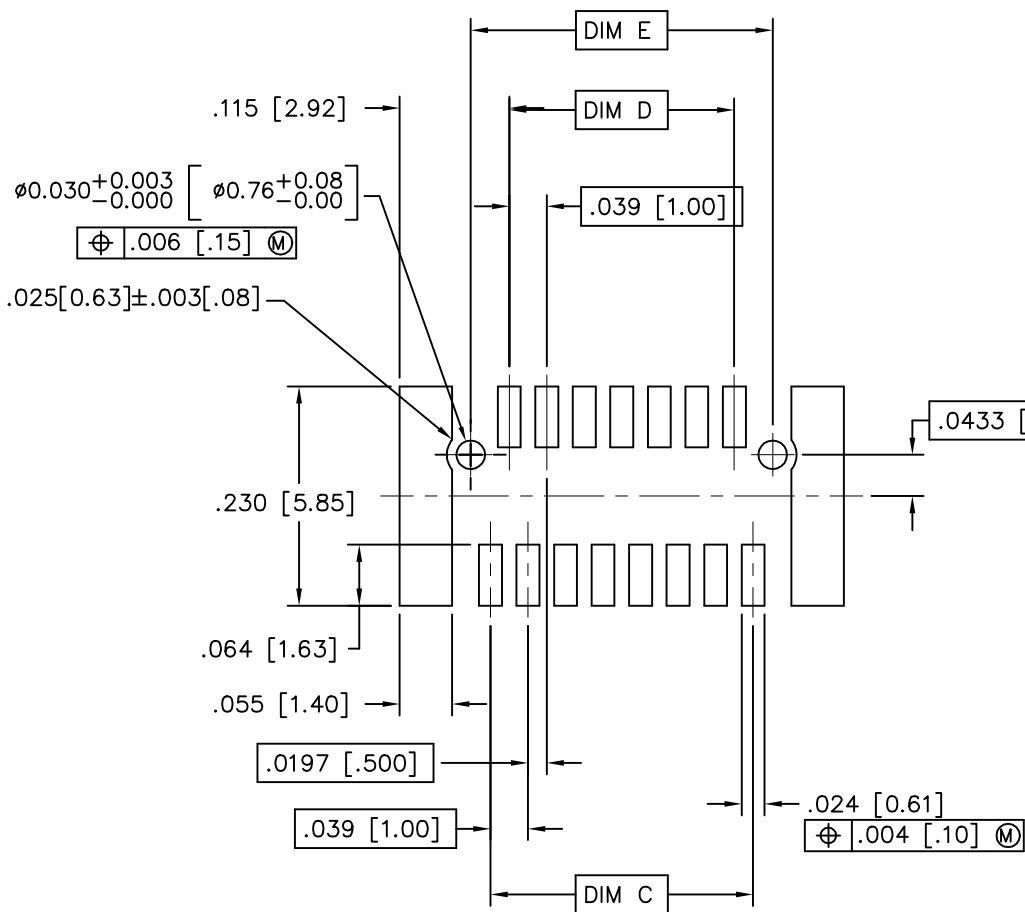 DIM E
.115 [2.92]
DIM D
ø0.030+0.003 -0.000 [ø0.76+0.08 -0.00]
.039 [1.00]
⌖ .006 [.15] Ⓜ
.025[0.63]±.003[.08]
.0433 [
.230 [5.85]
.064 [1.63]
.055 [1.40]
.0197 [.500]
.024 [0.61]
.039 [1.00]
⌖ .004 [.10] Ⓜ
DIM C